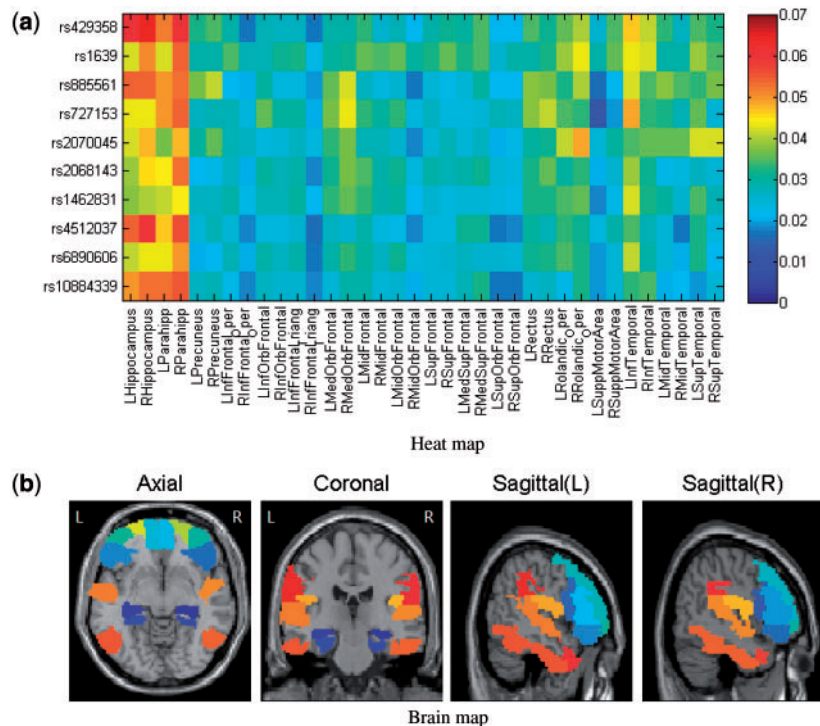 (a)
rs429358
rs1639
rs885561
rs727153
rs2070045
rs2068143
rs1462831
rs4512037
rs6890606
rs10884339
0.07
0.06
0.05
0.04
0.03
0.02
0.01
0
LHippocampus
RHippocampus
LParahipp
RParahipp
LPrecuneus
RPrecuneus
LInfFrontal_Oper
RInfFrontal_Oper
LInfOrbFrontal
RInfOrbFrontal
LInfFrontal_Triang
RInfFrontal_Triang
LMedOrbFrontal
RMedOrbFrontal
LMidFrontal
RMidFrontal
LMidOrbFrontal
RMidOrbFrontal
LSupFrontal
RSupFrontal
LMedSupFrontal
RMedSupFrontal
LSupOrbFrontal
RSupOrbFrontal
LRectus
RRectus
LRolandic_Oper
RRolandic_Oper
LSuppMotorArea
RSuppMotorArea
LInfTemporal
RInfTemporal
LMidTemporal
RMidTemporal
LSupTemporal
RSupTemporal
Heat map
(b)
Axial
Coronal
Sagittal(L)
Sagittal(R)
L
R
L
R
Brain map